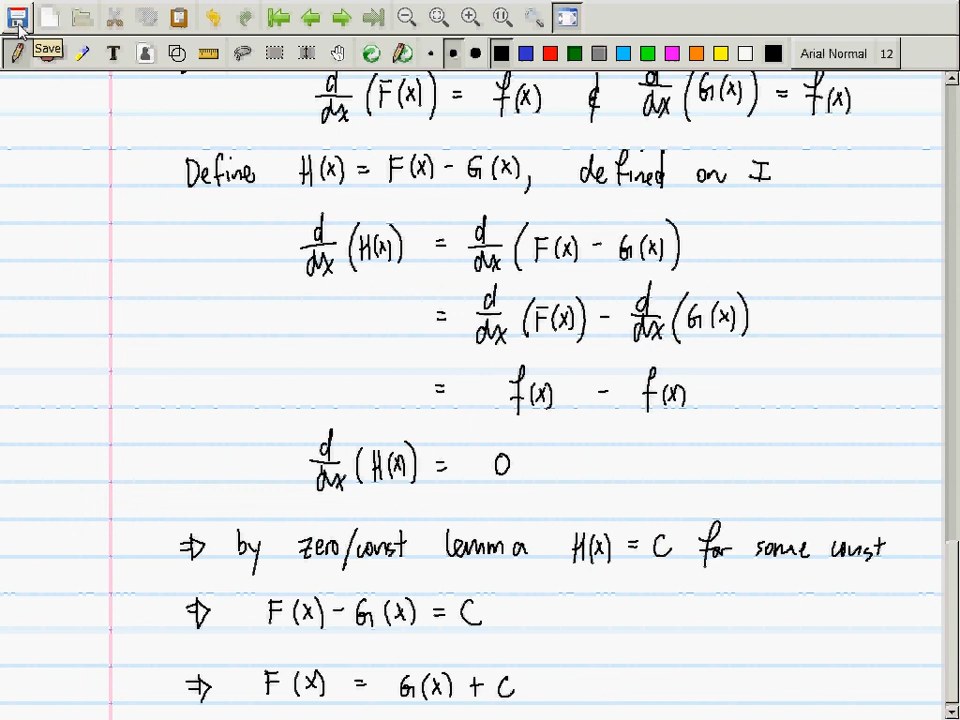 Save
T
Arial Normal 12
d/dx (F(x)) = f(x) & d/dx (G(x)) = f(x)
Define H(x) = F(x) - G(x), defined on I
d/dx (H(x)) = d/dx (F(x) - G(x))
= d/dx (F(x)) - d/dx (G(x))
= f(x) - f(x)
d/dx (H(x)) = 0
⇒ by zero/const lemma H(x) = C for some const
⇒ F(x) - G(x) = C
⇒ F(x) = G(x) + C